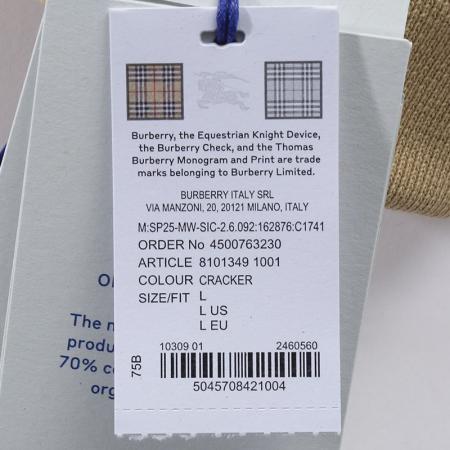 Burberry, the Equestrian Knight Device,
the Burberry Check, and the Thomas
Burberry Monogram and Print are trade
marks belonging to Burberry Limited.
BURBERRY ITALY SRL
VIA MANZONI, 20, 20121 MILANO, ITALY
M:SP25-MW-SIC-2.6.092:162876:C1741
ORDER No 4500763230
ARTICLE 8101349 1001
COLOUR CRACKER
SIZE/FIT L
L US
L EU
10309 01 2460560
75B
5045708421004
The
70%